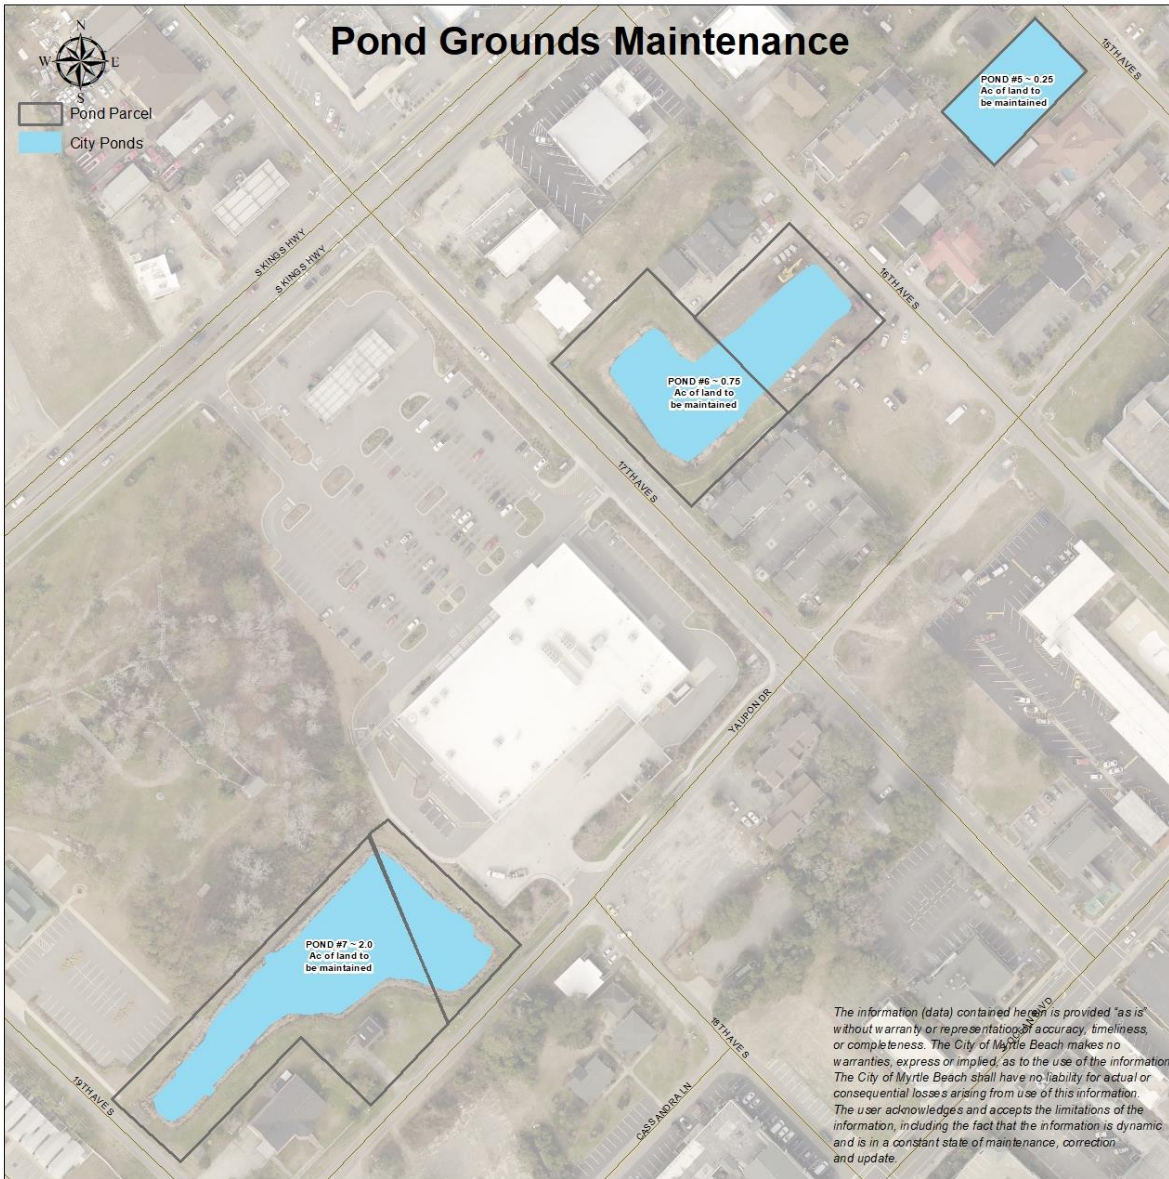 Pond Grounds Maintenance
N
W E
S
Pond Parcel
City Ponds
15TH AVE S
POND #5 ~ 0.25
Ac of land to
be maintained
S KINGS HWY
S KINGS HWY
16TH AVE S
POND #6 ~ 0.75
Ac of land to
be maintained
17TH AVE S
YAUPON DR
POND #7 ~ 2.0
Ac of land to
be maintained
18TH AVE S
19TH AVE S
CASSANDRA LN
OCEAN BLVD
The information (data) contained herein is provided "as is"
without warranty or representation of accuracy, timeliness,
or completeness. The City of Myrtle Beach makes no
warranties, express or implied, as to the use of the information
The City of Myrtle Beach shall have no liability for actual or
consequential losses arising from use of this information.
The user acknowledges and accepts the limitations of the
information, including the fact that the information is dynamic
and is in a constant state of maintenance, correction
and update.